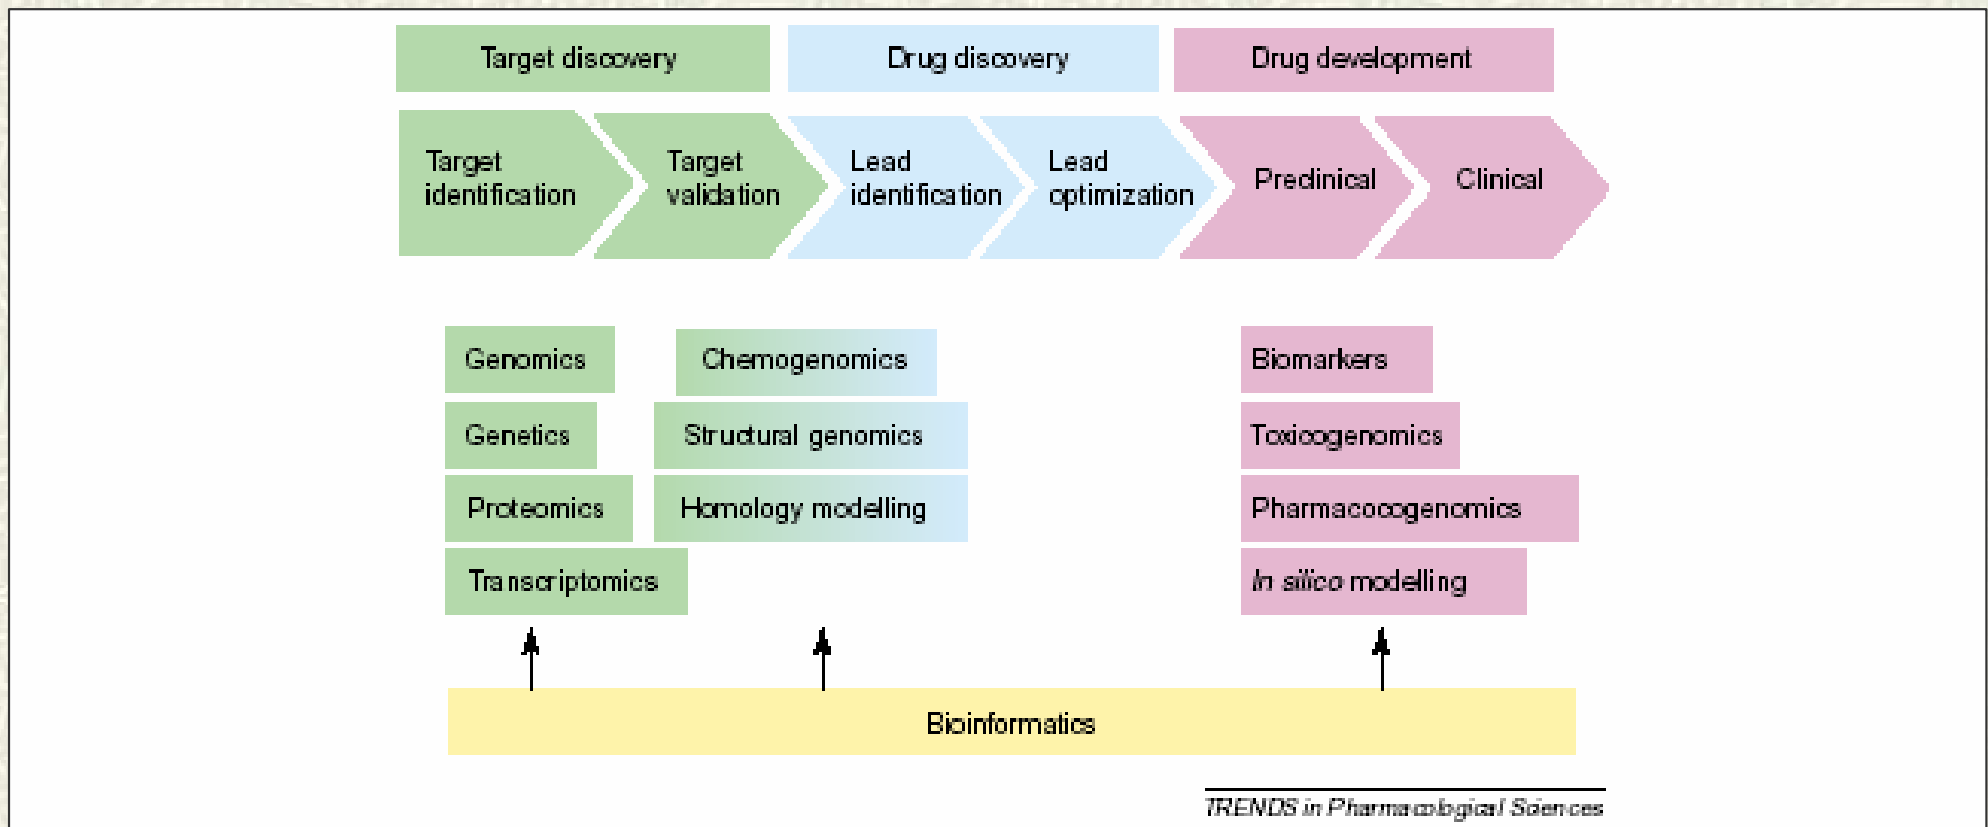 Target discovery
Drug discovery
Drug development
Target
identification
Target
validation
Lead
identification
Lead
optimization
Preclinical
Clinical
Genomics
Chemogenomics
Biomarkers
Genetics
Structural genomics
Toxicogenomics
Proteomics
Homology modelling
Pharmacocogenomics
Transcriptomics
In silico modelling
Bioinformatics
TRENDS in Pharmacological Sciences